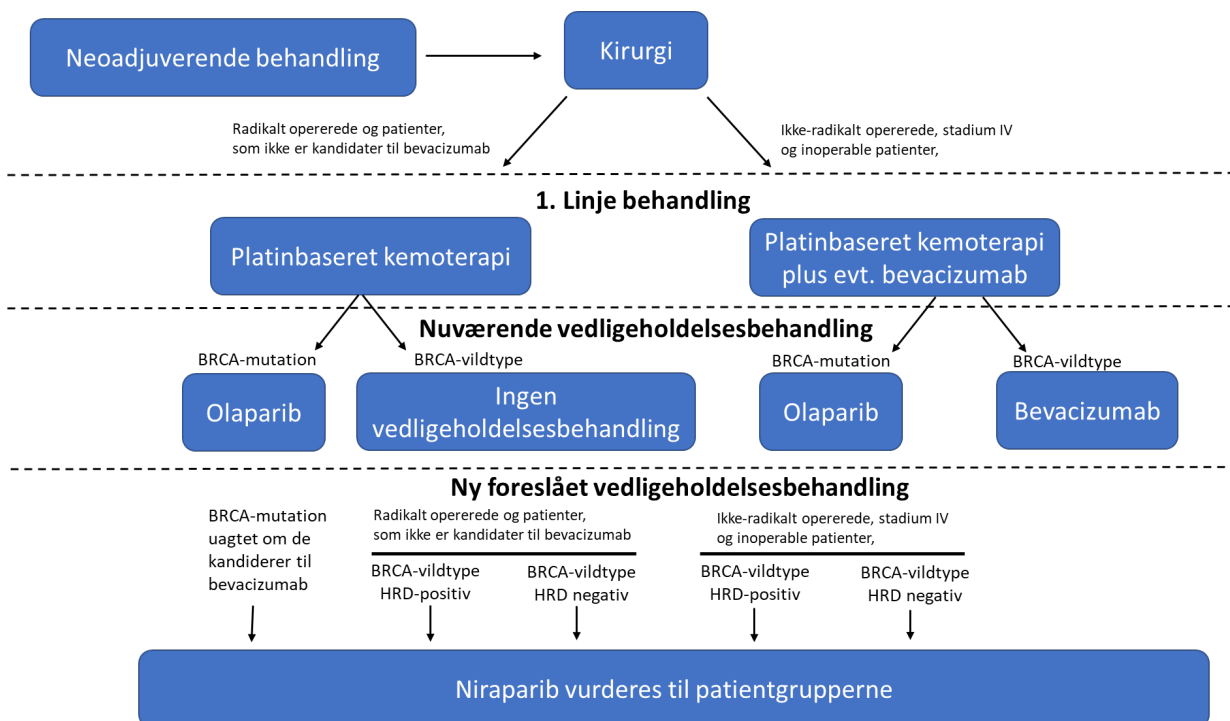 Neoadjuverende behandling
Kirurgi
Radikalt opererede og patienter,
som ikke er kandidater til bevacizumab
Ikke-radikalt opererede, stadium IV
og inoperable patienter,
1. Linje behandling
Platinbaseret kemoterapi
Platinbaseret kemoterapi
plus evt. bevacizumab
Nuværende vedligeholdelsesbehandling
BRCA-mutation
BRCA-vildtype
BRCA-mutation
BRCA-vildtype
Olaparib
Ingen
vedligeholdelsesbehandling
Olaparib
Bevacizumab
Ny foreslået vedligeholdelsesbehandling
BRCA-mutation
uagtet om de
kandiderer til
bevacizumab
Radikalt opererede og patienter,
som ikke er kandidater til bevacizumab
BRCA-vildtype
HRD-positiv
BRCA-vildtype
HRD negativ
Ikke-radikalt opererede, stadium IV
og inoperable patienter,
BRCA-vildtype
HRD-positiv
BRCA-vildtype
HRD negativ
Niraparib vurderes til patientgrupperne